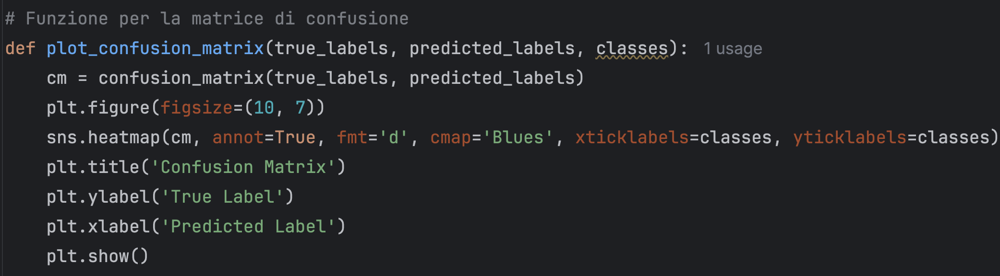 # Funzione per la matrice di confusione
def plot_confusion_matrix(true_labels, predicted_labels, classes): 1 usage
    cm = confusion_matrix(true_labels, predicted_labels)
    plt.figure(figsize=(10, 7))
    sns.heatmap(cm, annot=True, fmt='d', cmap='Blues', xticklabels=classes, yticklabels=classes)
    plt.title('Confusion Matrix')
    plt.ylabel('True Label')
    plt.xlabel('Predicted Label')
    plt.show()